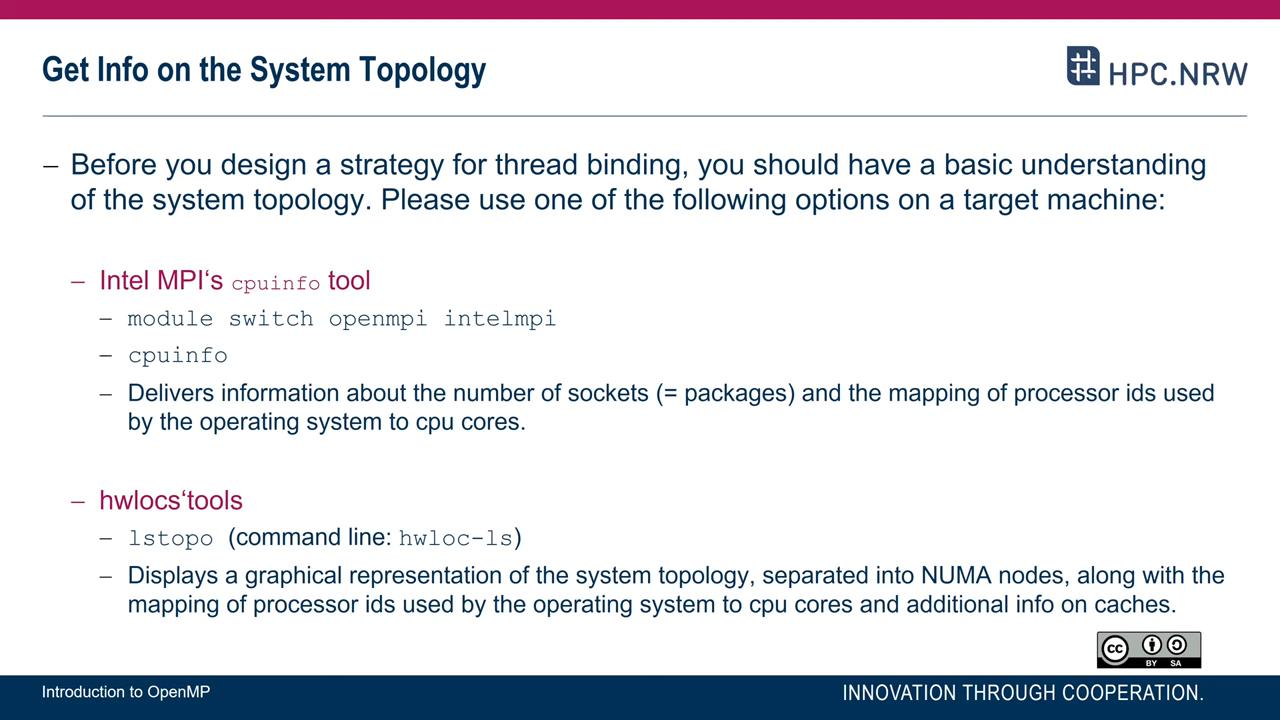 Get Info on the System Topology
HPC.NRW
– Before you design a strategy for thread binding, you should have a basic understanding
of the system topology. Please use one of the following options on a target machine:
– Intel MPI‘s cpuinfo tool
– module switch openmpi intelmpi
– cpuinfo
– Delivers information about the number of sockets (= packages) and the mapping of processor ids used
by the operating system to cpu cores.
– hwlocs‘tools
– lstopo (command line: hwloc-ls)
– Displays a graphical representation of the system topology, separated into NUMA nodes, along with the
mapping of processor ids used by the operating system to cpu cores and additional info on caches.
cc BY SA
Introduction to OpenMP
INNOVATION THROUGH COOPERATION.